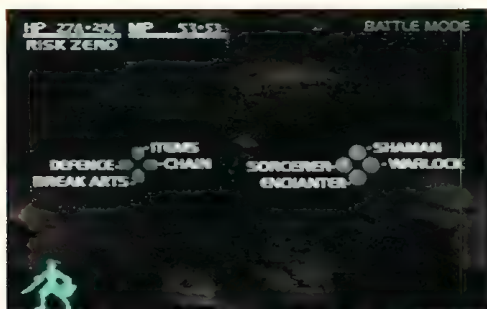 HP 274•274 MP 53•53
BATTLE MODE
RISK ZERO
ITEMS
DEFENCE
CHAIN
BREAK ARTS
SHAMAN
SORCERER
WARLOCK
ENCHANTER